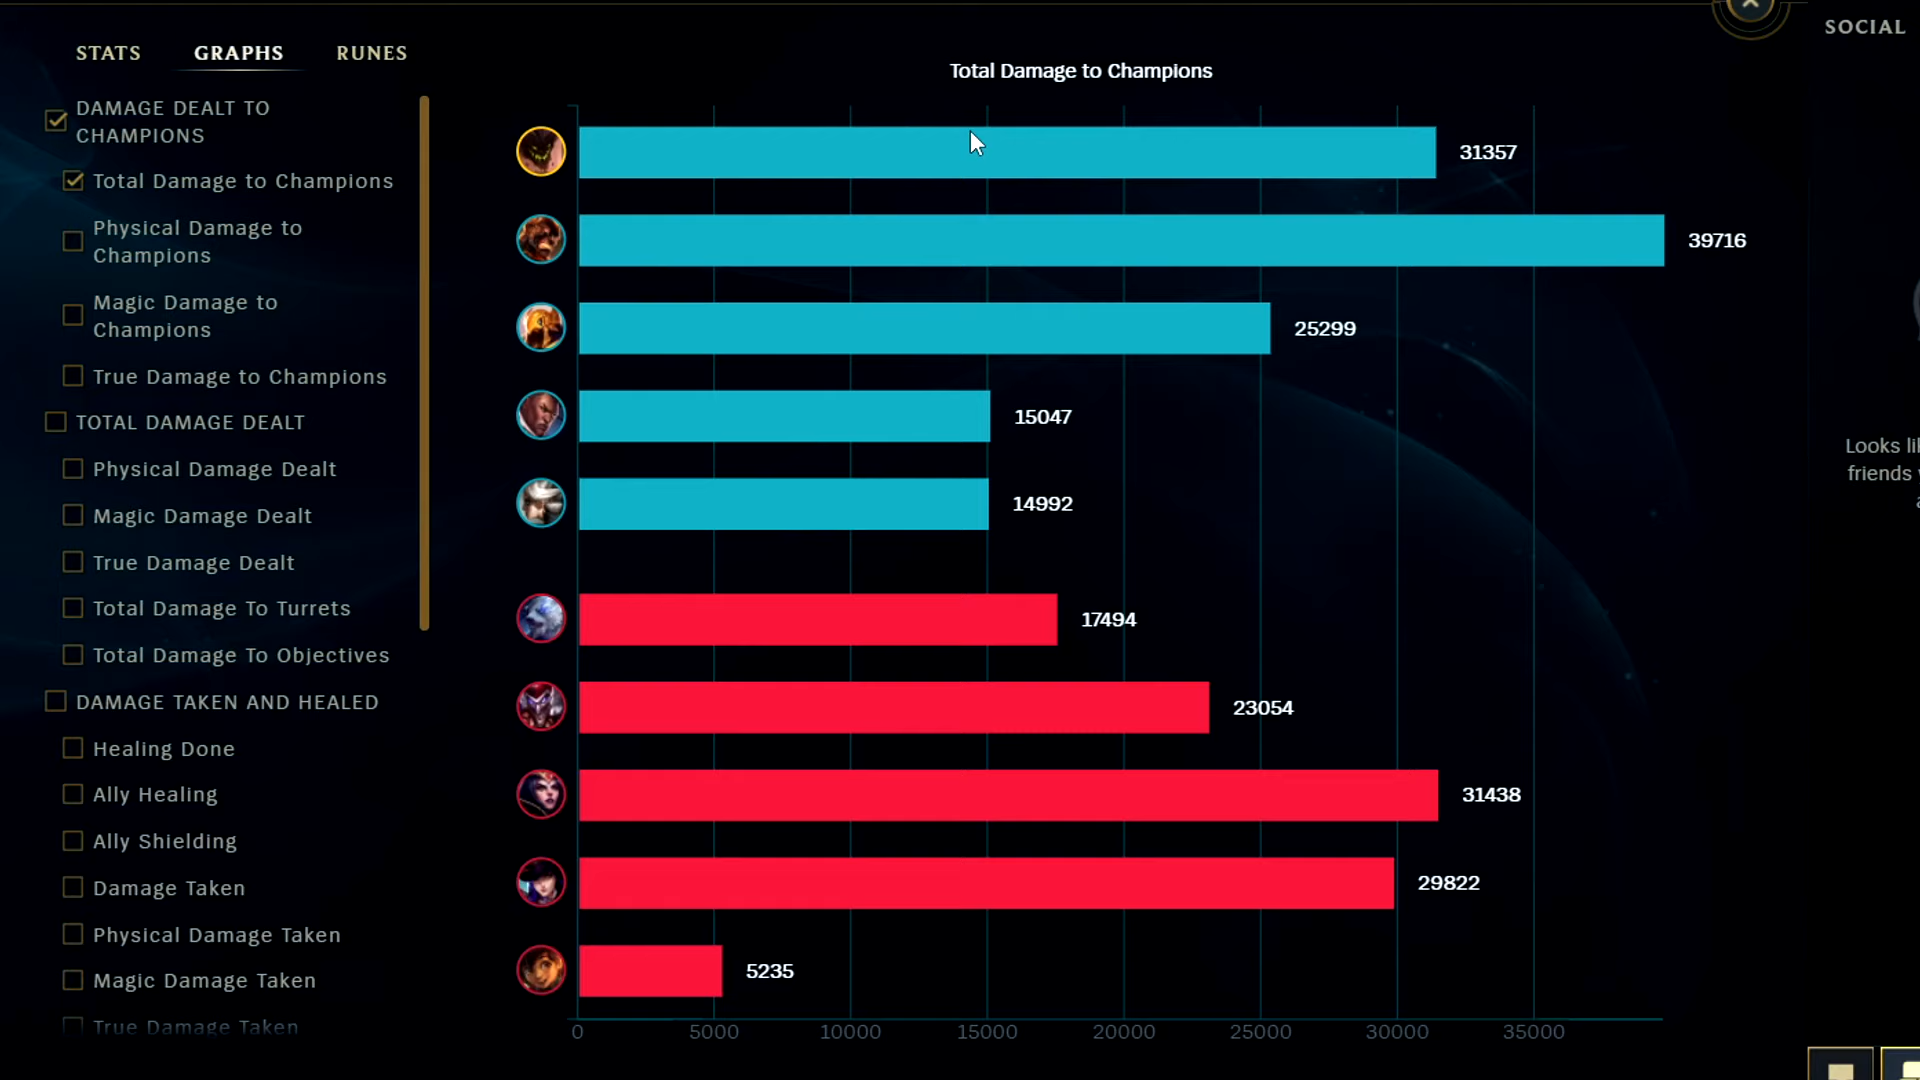 STATS
GRAPHS
RUNES
SOCIAL
DAMAGE DEALT TO
CHAMPIONS
Total Damage to Champions
Physical Damage to
Champions
Magic Damage to
Champions
True Damage to Champions
TOTAL DAMAGE DEALT
Physical Damage Dealt
Magic Damage Dealt
True Damage Dealt
Total Damage To Turrets
Total Damage To Objectives
DAMAGE TAKEN AND HEALED
Healing Done
Ally Healing
Ally Shielding
Damage Taken
Physical Damage Taken
Magic Damage Taken
True Damage Taken
Total Damage to Champions
31357
39716
25299
15047
14992
17494
23054
31438
29822
5235
0 5000 10000 15000 20000 25000 30000 35000
Looks
friends